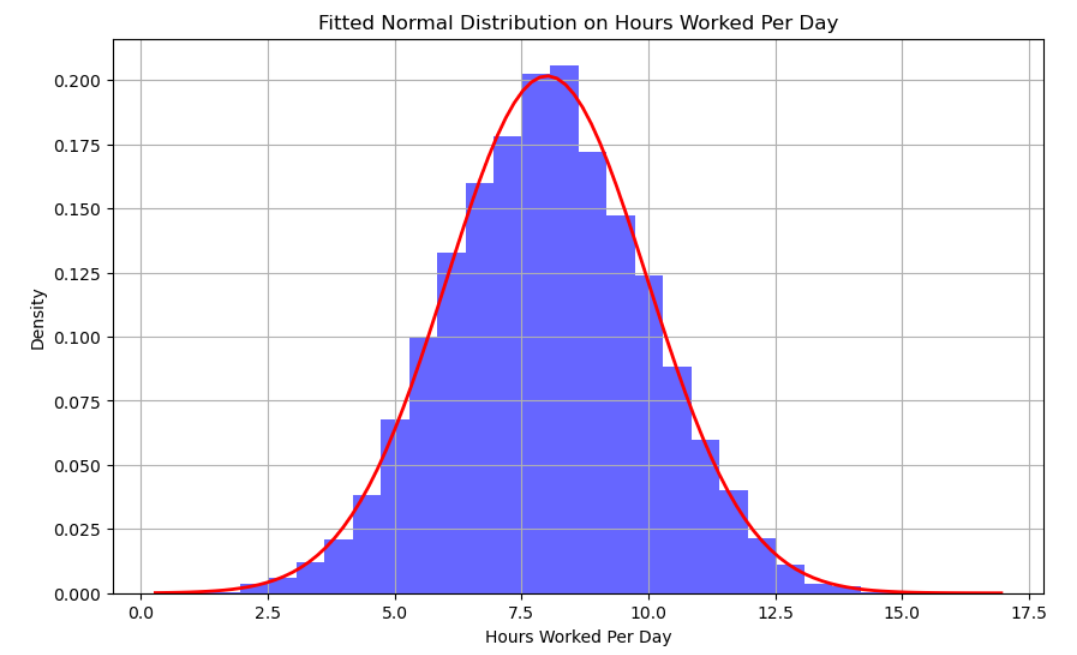 Fitted Normal Distribution on Hours Worked Per Day
0.200
0.175
0.150
0.125
0.100
0.075
0.050
0.025
0.000
Density
0.0 2.5 5.0 7.5 10.0 12.5 15.0 17.5
Hours Worked Per Day